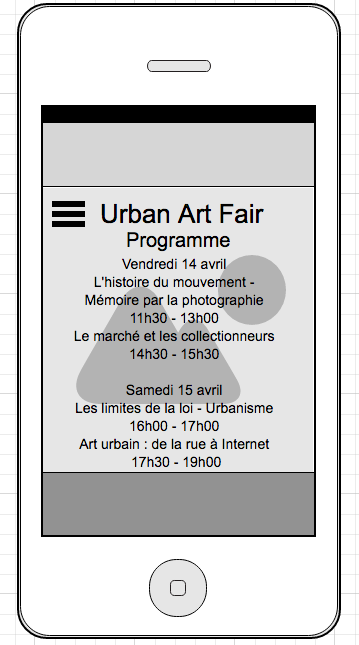 Urban Art Fair
Programme
Vendredi 14 avril
L'histoire du mouvement -
Mémoire par la photographie
11h30 - 13h00
Le marché et les collectionneurs
14h30 - 15h30
Samedi 15 avril
Les limites de la loi - Urbanisme
16h00 - 17h00
Art urbain : de la rue à Internet
17h30 - 19h00